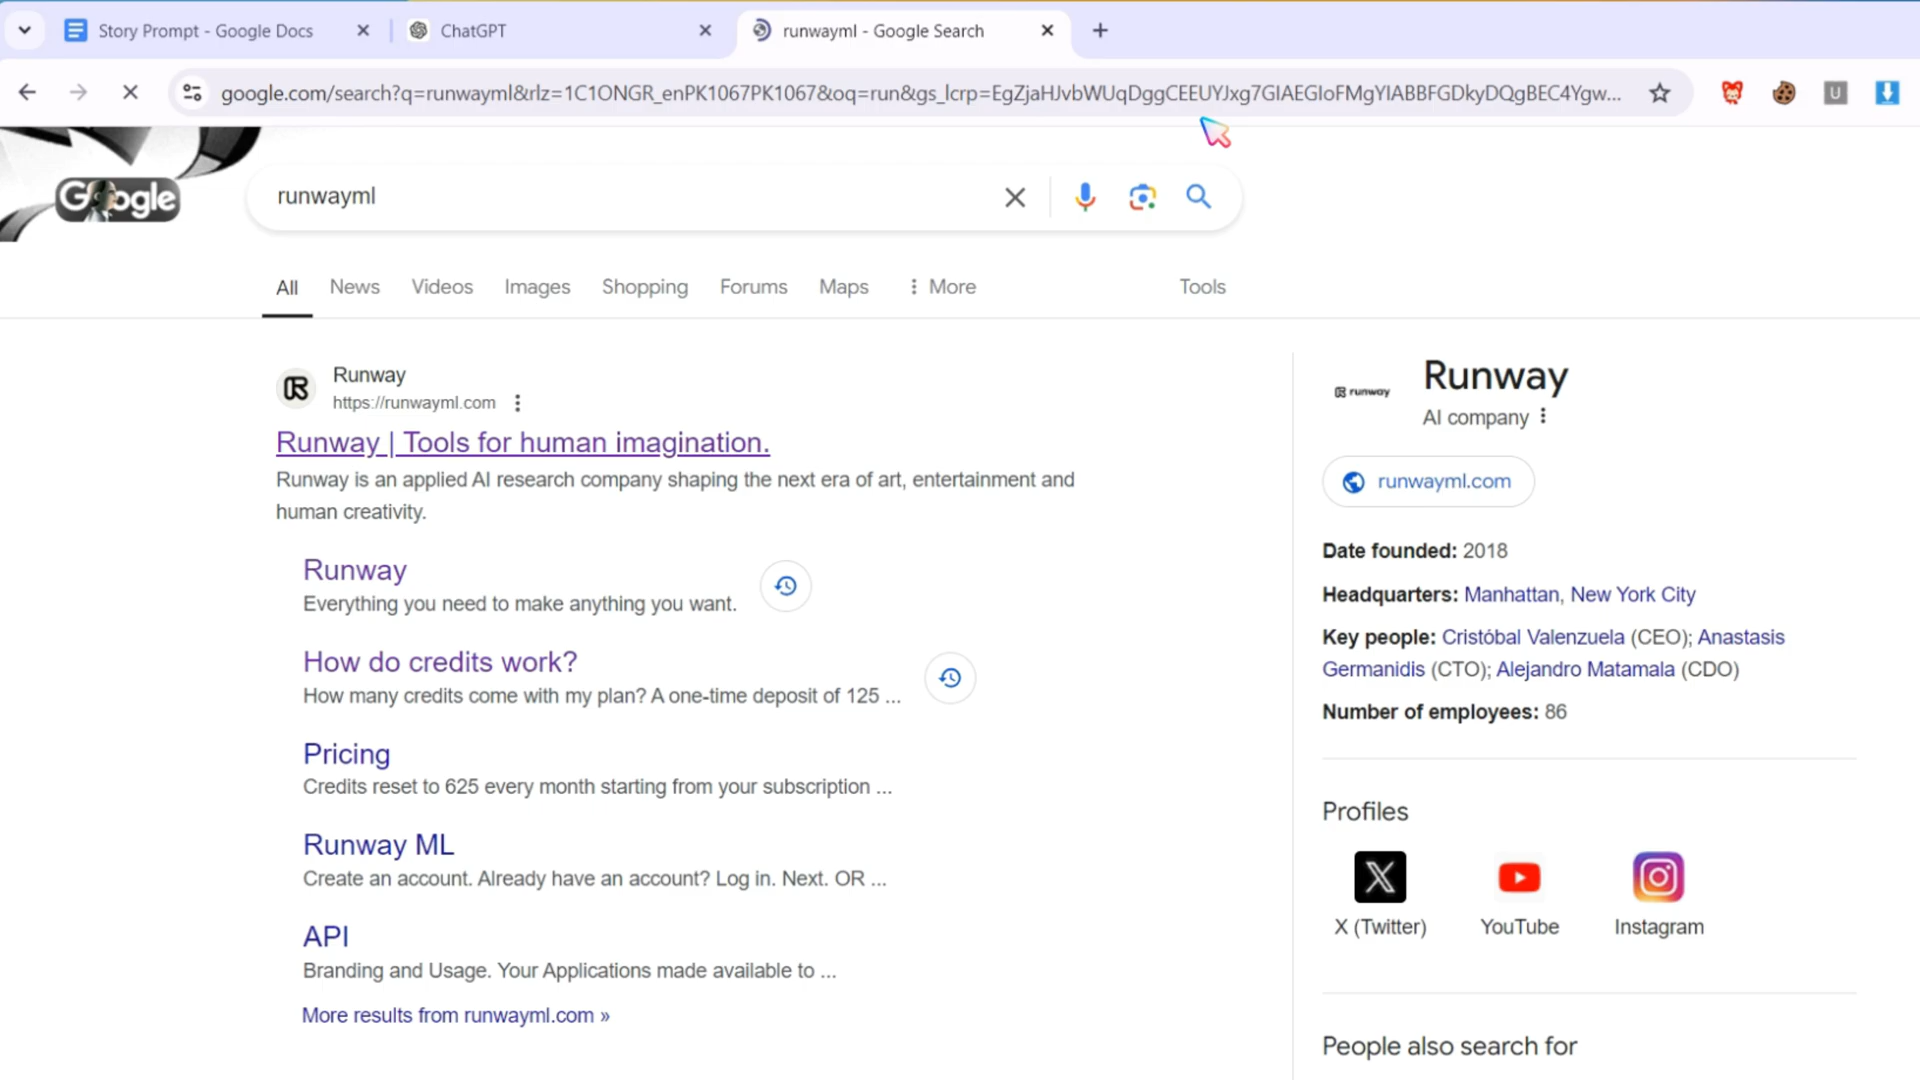 Story Prompt - Google Docs
ChatGPT
runwayml - Google Search
google.com/search?q=runwayml&rlz=1C1ONGR_enPK1067PK1067&oq=run&gs_lcrp=EgZjaHJvbWUqDggCEEUYJxg7GIAEGIoFMgYIABBFGDkyDQgBEC4Ygw...
Google
runwayml
All News Videos Images Shopping Forums Maps More Tools
Runway
https://runwayml.com
Runway | Tools for human imagination.
Runway is an applied AI research company shaping the next era of art, entertainment and
human creativity.
Runway
Everything you need to make anything you want.
How do credits work?
How many credits come with my plan? A one-time deposit of 125 ...
Pricing
Credits reset to 625 every month starting from your subscription ...
Runway ML
Create an account. Already have an account? Log in. Next. OR ...
API
Branding and Usage. Your Applications made available to ...
More results from runwayml.com »
runway
Runway
AI company
runwayml.com
Date founded: 2018
Headquarters: Manhattan, New York City
Key people: Cristóbal Valenzuela (CEO); Anastasis
Germanidis (CTO); Alejandro Matamala (CDO)
Number of employees: 86
Profiles
X (Twitter)
YouTube
Instagram
People also search for